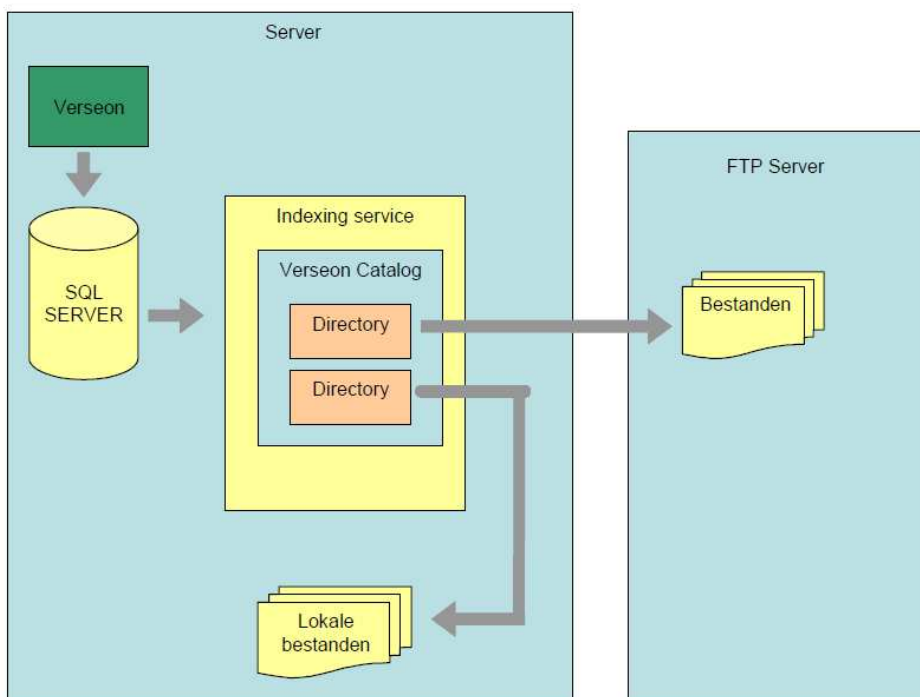 Server
Verseon
FTP Server
Indexing service
Verseon Catalog
SQL
SERVER
Directory
Bestanden
Directory
Lokale
bestanden